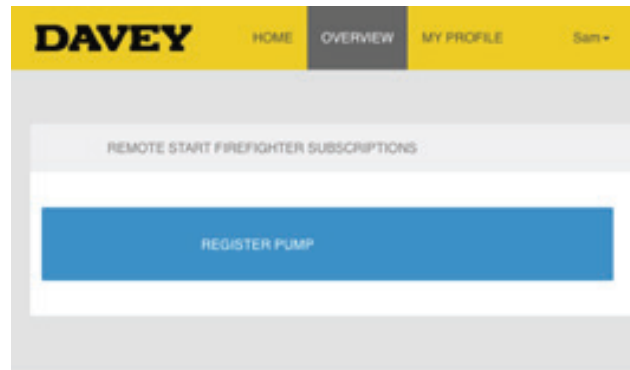 DAVEY HOME OVERVIEW MY PROFILE Sam
REMOTE START FIREFIGHTER SUBSCRIPTIONS
REGISTER PUMP